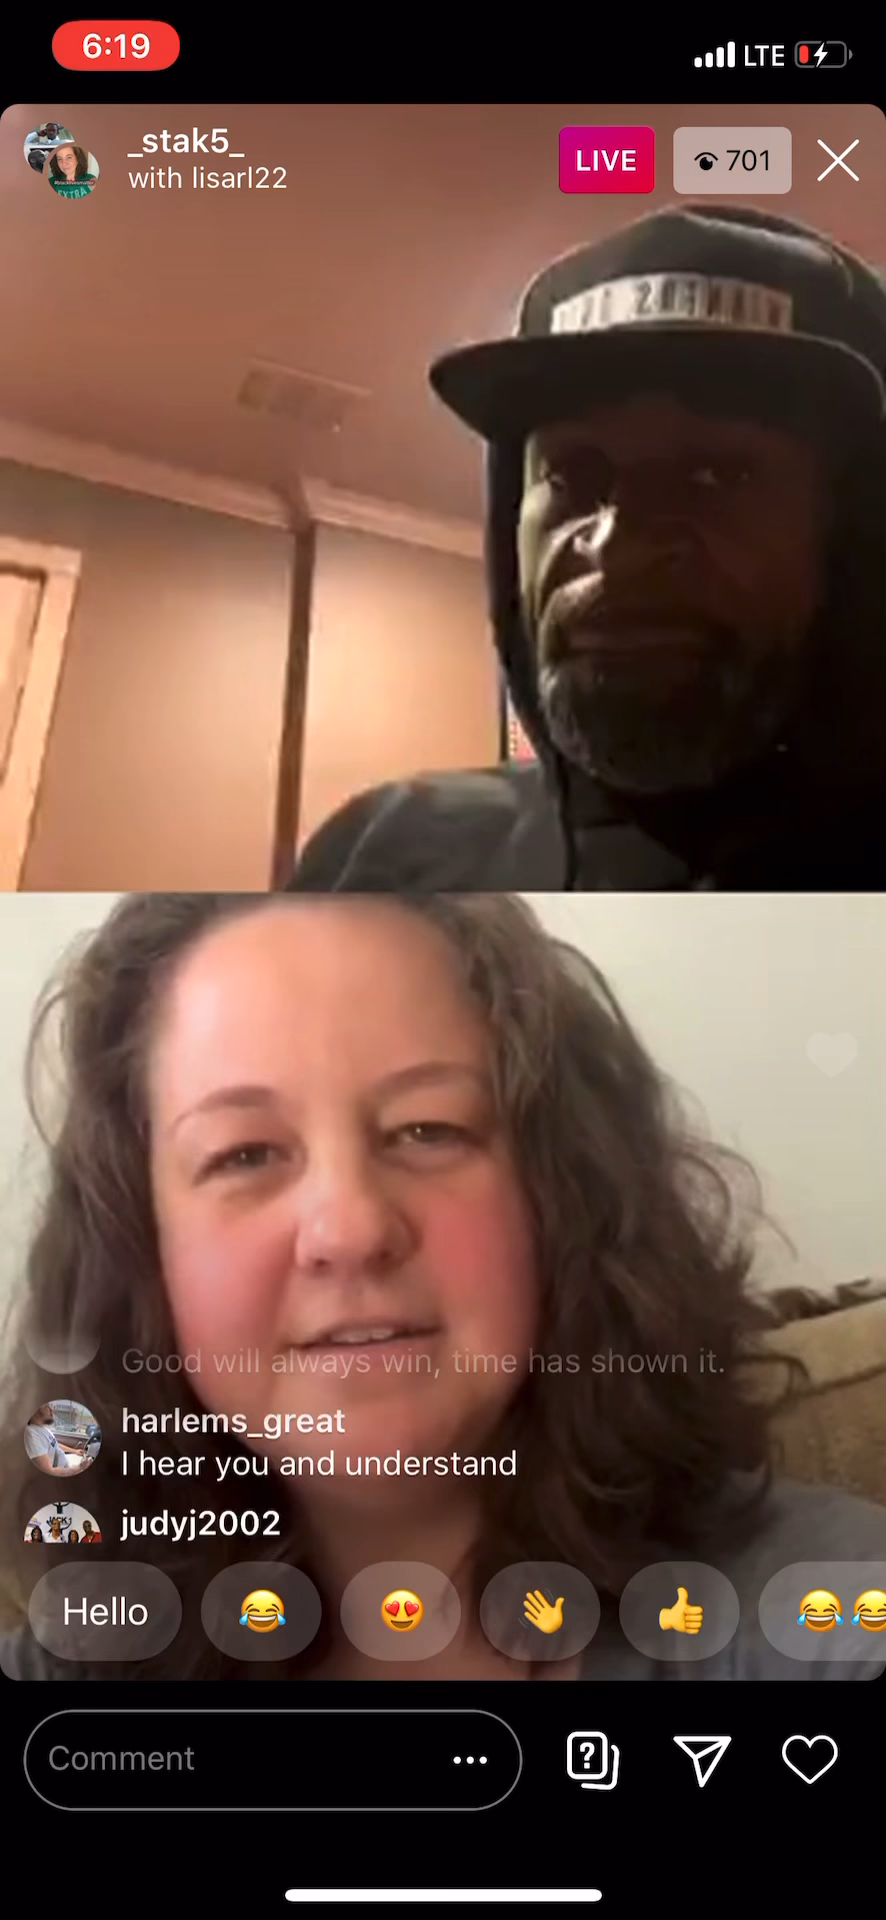 6:19
LTE
_stak5_
with lisarl22
LIVE
701
Good will always win, time has shown it.
harlems_great
I hear you and understand
judyj2002
Hello
Comment
?